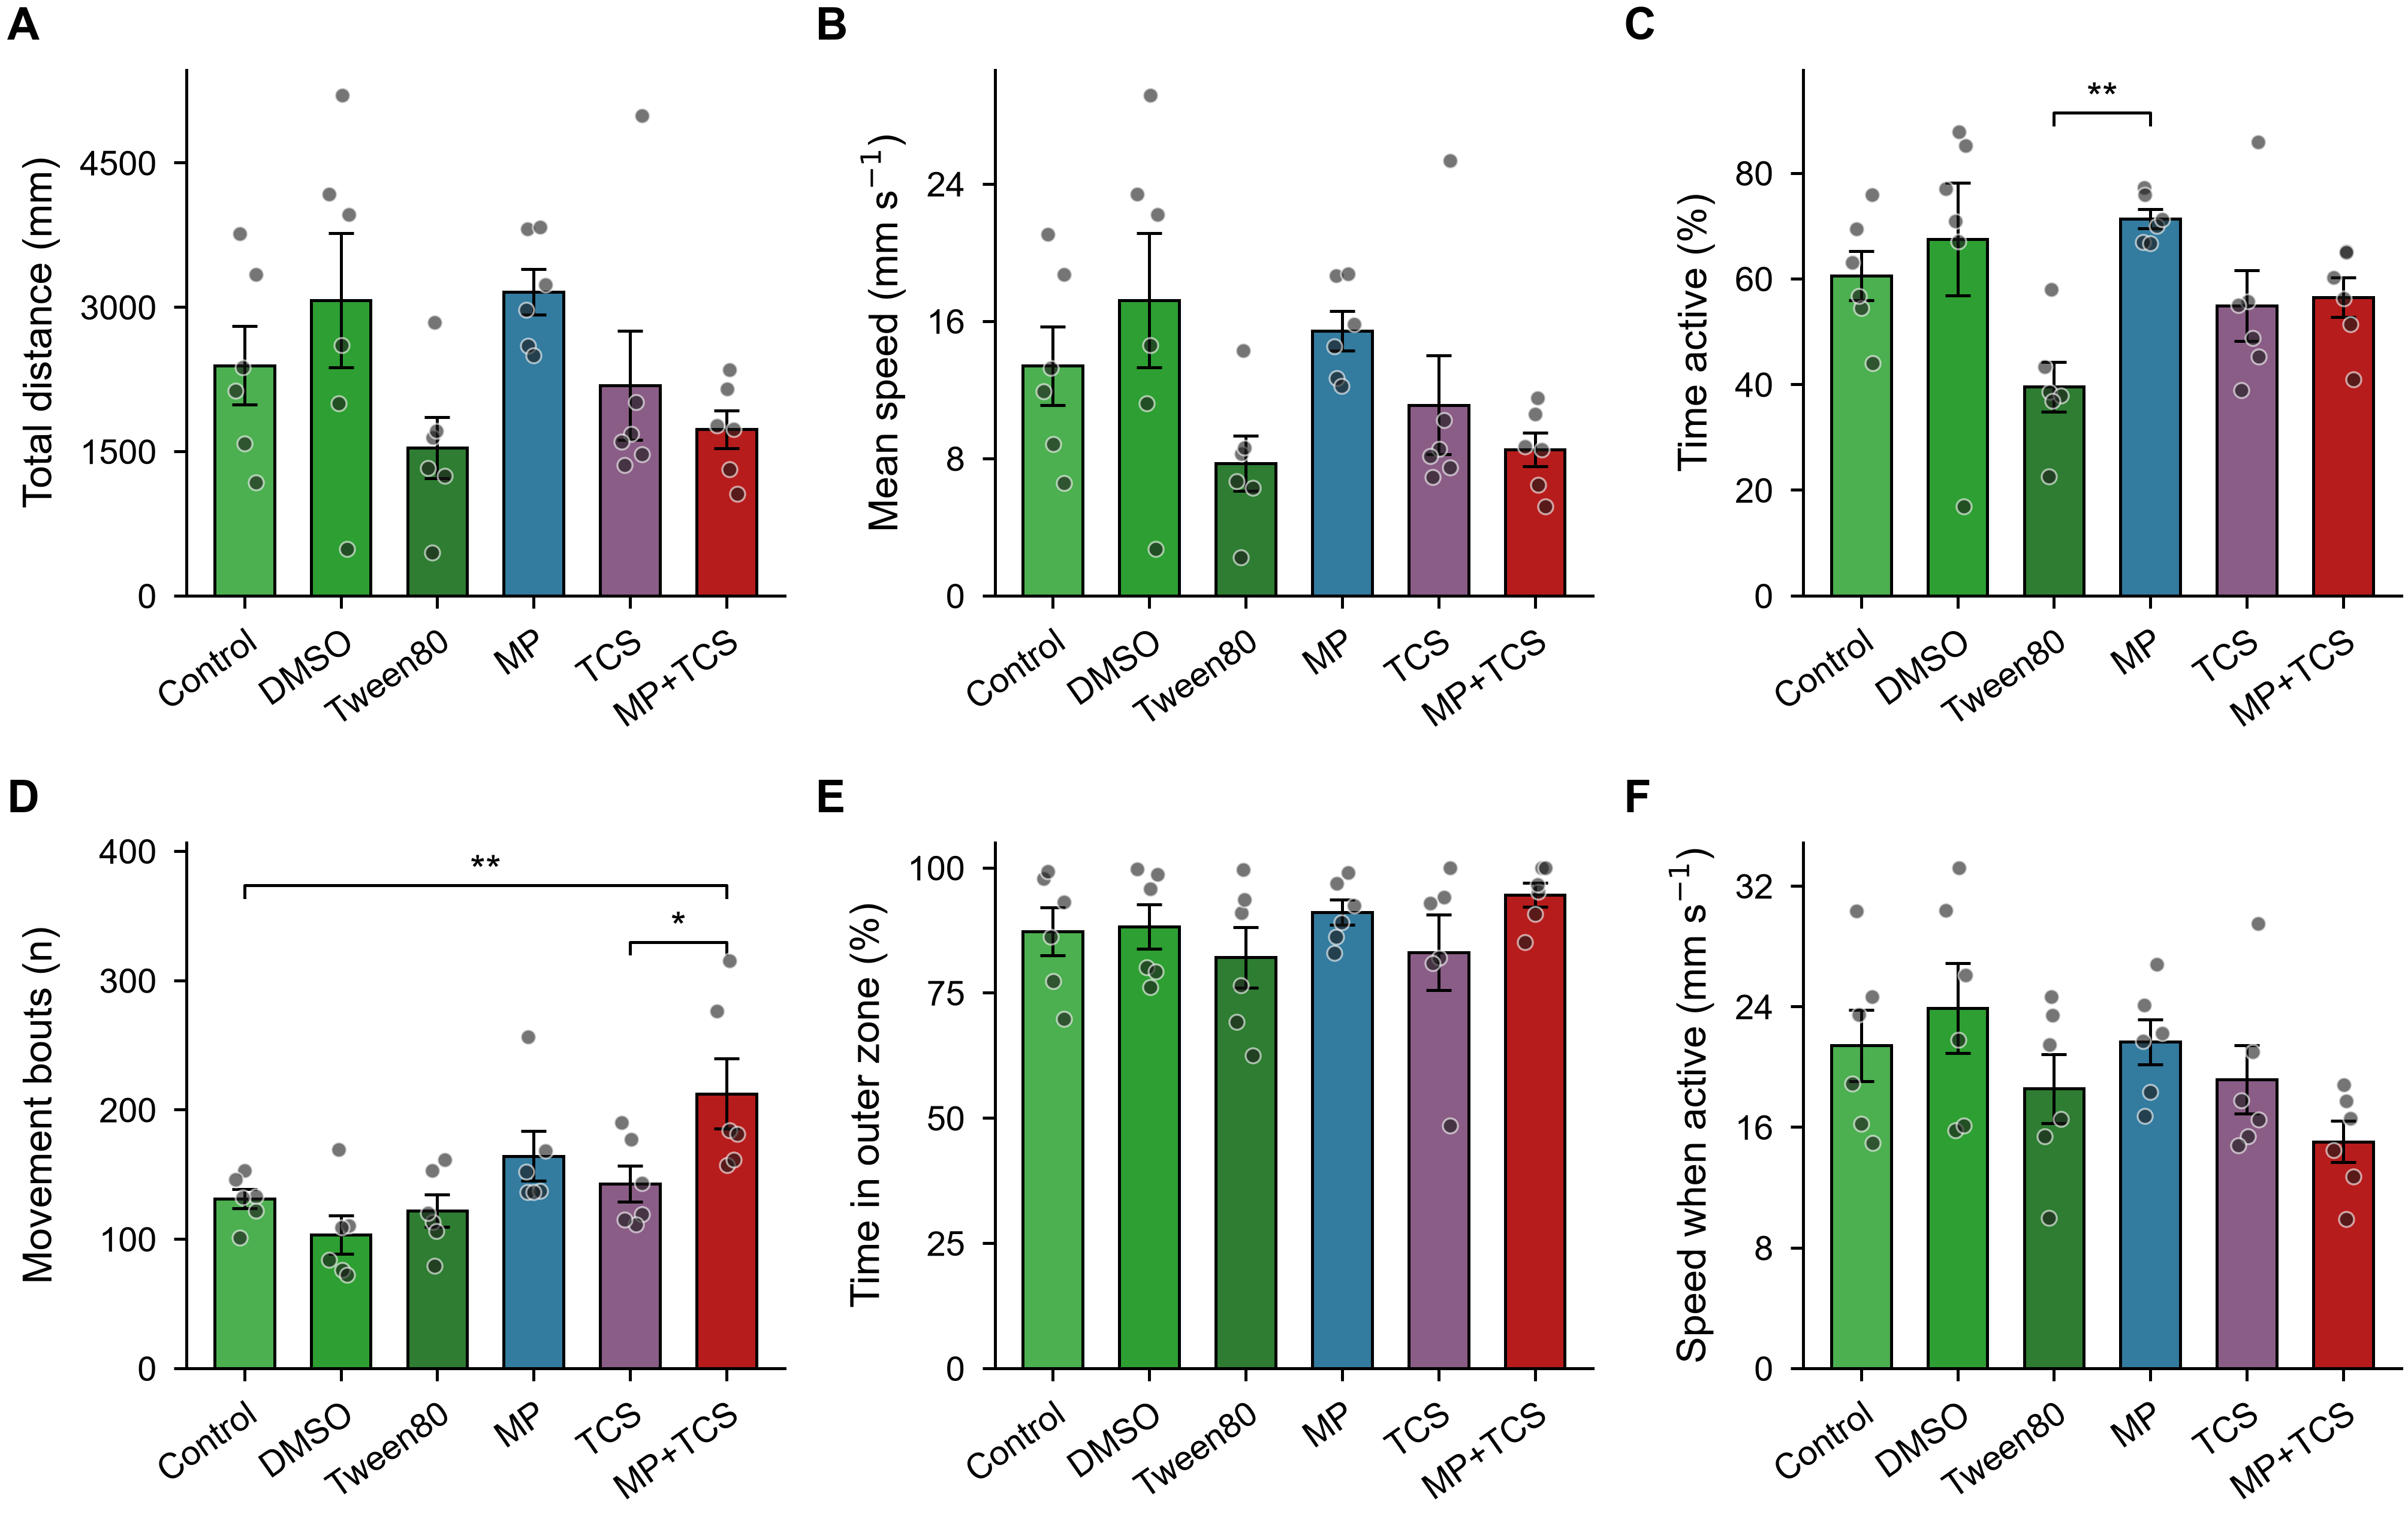 A
Total distance (mm)
4500
3000
1500
0
Control
DMSO
Tween80
MP
TCS
MP+TCS
B
Mean speed (mm s⁻¹)
24
16
8
0
Control
DMSO
Tween80
MP
TCS
MP+TCS
C
Time active (%)
80
60
40
20
0
**
Control
DMSO
Tween80
MP
TCS
MP+TCS
D
Movement bouts (n)
400
300
200
100
0
**
*
Control
DMSO
Tween80
MP
TCS
MP+TCS
E
Time in outer zone (%)
100
75
50
25
0
Control
DMSO
Tween80
MP
TCS
MP+TCS
F
Speed when active (mm s⁻¹)
32
24
16
8
0
Control
DMSO
Tween80
MP
TCS
MP+TCS